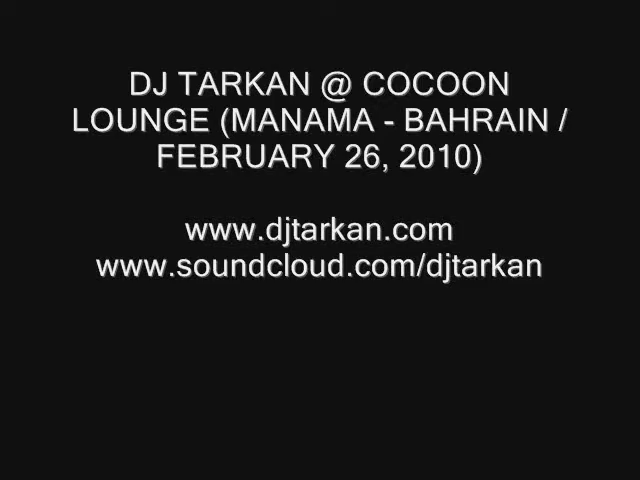 DJ TARKAN @ COCOON
LOUNGE (MANAMA - BAHRAIN /
FEBRUARY 26, 2010)
www.djtarkan.com
www.soundcloud.com/djtarkan